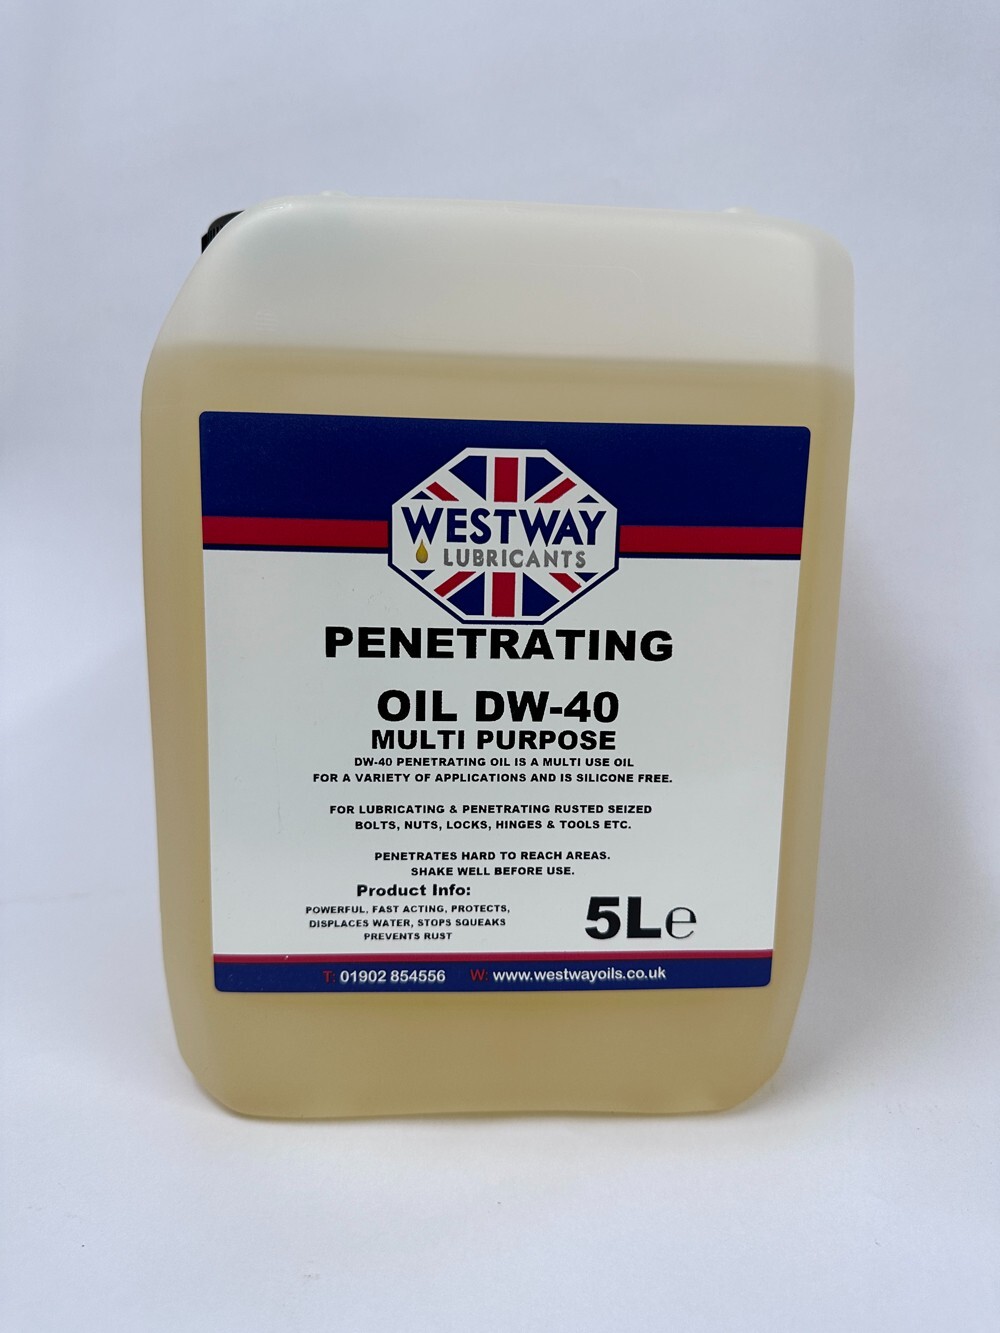 WESTWAY
LUBRICANTS
PENETRATING
OIL DW-40
MULTI PURPOSE
DW-40 PENETRATING OIL IS A MULTI USE OIL
FOR A VARIETY OF APPLICATIONS AND IS SILICONE FREE.
FOR LUBRICATING & PENETRATING RUSTED SEIZED
BOLTS, NUTS, LOCKS, HINGES & TOOLS ETC.
PENETRATES HARD TO REACH AREAS.
SHAKE WELL BEFORE USE.
Product Info:
POWERFUL, FAST ACTING, PROTECTS,
DISPLACES WATER, STOPS SQUEAKS
PREVENTS RUST
5L℮
T: 01902 854556 W: www.westwayoils.co.uk